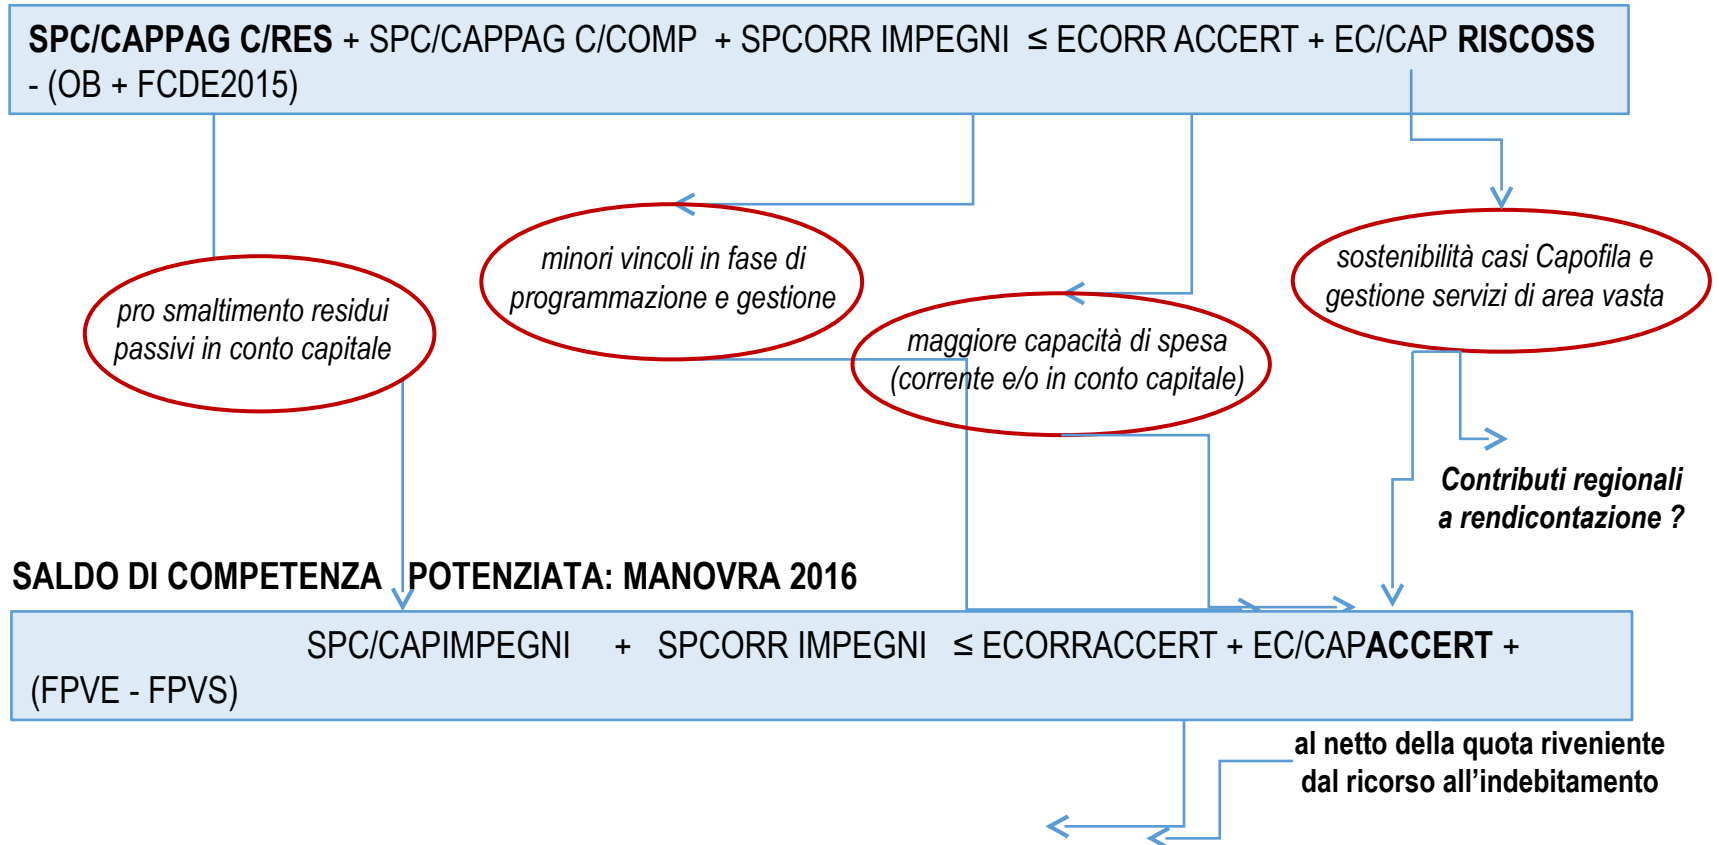 SPC/CAPPAG C/RES + SPC/CAPPAG C/COMP + SPCORR IMPEGNI ≤ ECORR ACCERT + EC/CAP RISCOSS
- (OB + FCDE2015)
pro smaltimento residui
passivi in conto capitale
minori vincoli in fase di
programmazione e gestione
maggiore capacità di spesa
(corrente e/o in conto capitale)
sostenibilità casi Capofila e
gestione servizi di area vasta
Contributi regionali
a rendicontazione ?
SALDO DI COMPETENZA POTENZIATA: MANOVRA 2016
SPC/CAPIMPEGNI + SPCORR IMPEGNI ≤ ECORRACCERT + EC/CAPACCERT +
(FPVE - FPVS)
al netto della quota riveniente
dal ricorso all’indebitamento